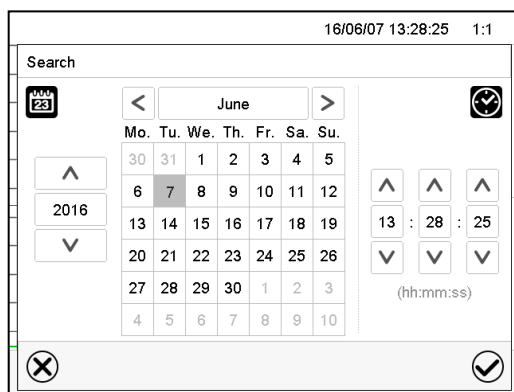 16/06/07 13:28:25 1:1
Search
23
June
Mo. Tu. We. Th. Fr. Sa. Su.
30 31 1 2 3 4 5
6 7 8 9 10 11 12
2016
13 14 15 16 17 18 19
13 : 28 : 25
20 21 22 23 24 25 26
27 28 29 30 1 2 3
(hh:mm:ss)
4 5 6 7 8 9 10